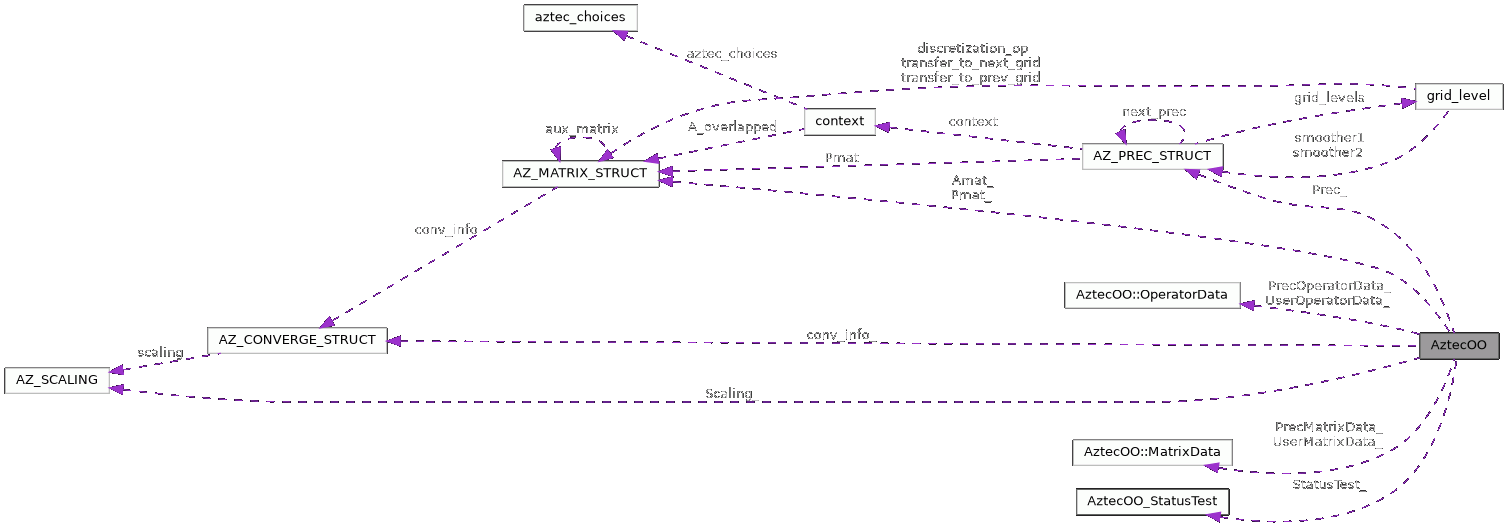 aztec_choices
discretization_op
transfer_to_next_grid
transfer_to_prev_grid
aztec_choices
grid_level
grid_levels
next_prec
context
context
A_overlapped
aux_matrix
smoother1
smoother2
AZ_PREC_STRUCT
Pmat
AZ_MATRIX_STRUCT
Amat_
Pmat_
Prec_
conv_info
PrecOperatorData_
UserOperatorData_
AztecOO::OperatorData
AZ_CONVERGE_STRUCT
conv_info_
AztecOO
scaling
AZ_SCALING
Scaling_
PrecMatrixData_
UserMatrixData_
AztecOO::MatrixData
StatusTest_
AztecOO_StatusTest